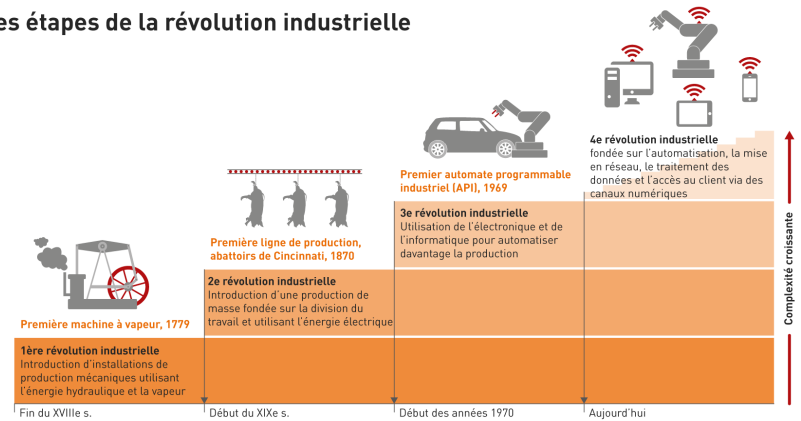 es étapes de la révolution industrielle
4e révolution industrielle
fondée sur l'automatisation, la mise
en réseau, le traitement des
données et l'accès au client via des
canaux numériques
Premier automate programmable
industriel (API), 1969
3e révolution industrielle
Utilisation de l'électronique et de
l'informatique pour automatiser
davantage la production
Première ligne de production,
abattoirs de Cincinnati, 1870
2e révolution industrielle
Introduction d'une production de
masse fondée sur la division du
travail et utilisant l'énergie électrique
Première machine à vapeur, 1779
1ère révolution industrielle
Introduction d'installations de
production mécaniques utilisant
l'énergie hydraulique et la vapeur
Complexité croissante
Fin du XVIIIe s.
Début du XIXe s.
Début des années 1970
Aujourd'hui